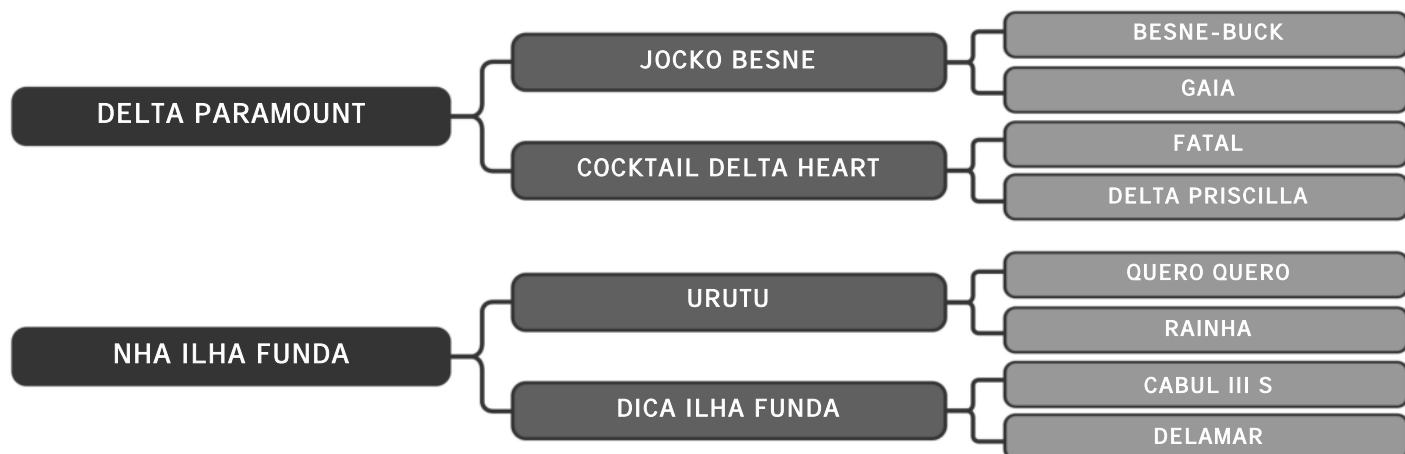 DELTA PARAMOUNT
JOCKO BESNE
BESNE-BUCK
GAIA
COCKTAIL DELTA HEART
FATAL
DELTA PRISCILLA
NHA ILHA FUNDA
URUTU
QUERO QUERO
RAINHA
DICA ILHA FUNDA
CABUL III S
DELAMAR